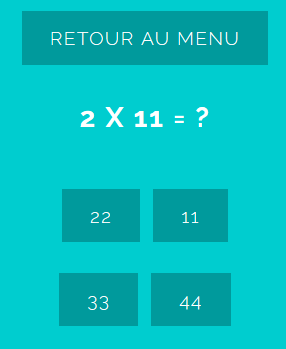 RETOUR AU MENU
2 X 11 = ?
22 11
33 44